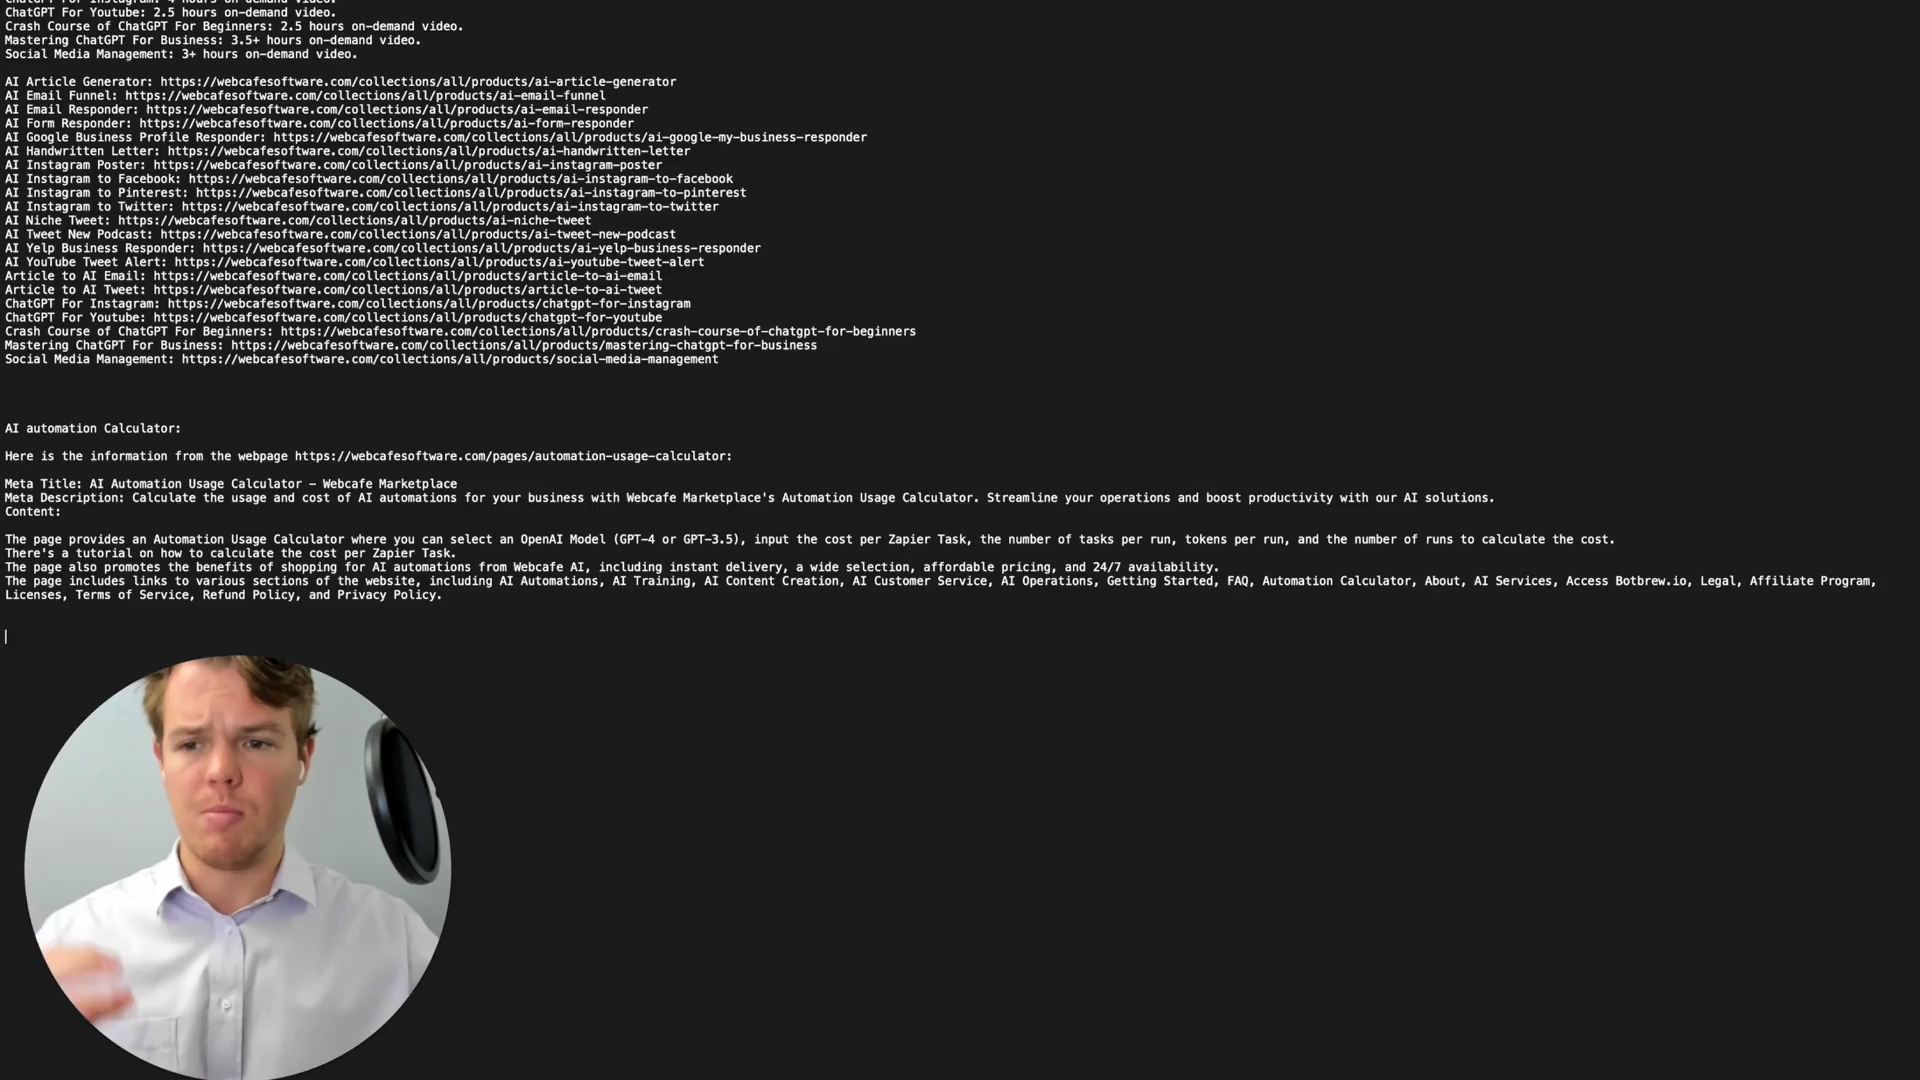 ChatGPT For Instagram: 4 hours on-demand video.
ChatGPT For Youtube: 2.5 hours on-demand video.
Crash Course of ChatGPT For Beginners: 2.5 hours on-demand video.
Mastering ChatGPT For Business: 3.5+ hours on-demand video.
Social Media Management: 3+ hours on-demand video.
AI Article Generator: https://webcafesoftware.com/collections/all/products/ai-article-generator
AI Email Funnel: https://webcafesoftware.com/collections/all/products/ai-email-funnel
AI Email Responder: https://webcafesoftware.com/collections/all/products/ai-email-responder
AI Form Responder: https://webcafesoftware.com/collections/all/products/ai-form-responder
AI Google Business Profile Responder: https://webcafesoftware.com/collections/all/products/ai-google-my-business-responder
AI Handwritten Letter: https://webcafesoftware.com/collections/all/products/ai-handwritten-letter
AI Instagram Poster: https://webcafesoftware.com/collections/all/products/ai-instagram-poster
AI Instagram to Facebook: https://webcafesoftware.com/collections/all/products/ai-instagram-to-facebook
AI Instagram to Pinterest: https://webcafesoftware.com/collections/all/products/ai-instagram-to-pinterest
AI Instagram to Twitter: https://webcafesoftware.com/collections/all/products/ai-instagram-to-twitter
AI Niche Tweet: https://webcafesoftware.com/collections/all/products/ai-niche-tweet
AI Tweet New Podcast: https://webcafesoftware.com/collections/all/products/ai-tweet-new-podcast
AI Yelp Business Responder: https://webcafesoftware.com/collections/all/products/ai-yelp-business-responder
AI YouTube Tweet Alert: https://webcafesoftware.com/collections/all/products/ai-youtube-tweet-alert
Article to AI Email: https://webcafesoftware.com/collections/all/products/article-to-ai-email
Article to AI Tweet: https://webcafesoftware.com/collections/all/products/article-to-ai-tweet
ChatGPT For Instagram: https://webcafesoftware.com/collections/all/products/chatgpt-for-instagram
ChatGPT For Youtube: https://webcafesoftware.com/collections/all/products/chatgpt-for-youtube
Crash Course of ChatGPT For Beginners: https://webcafesoftware.com/collections/all/products/crash-course-of-chatgpt-for-beginners
Mastering ChatGPT For Business: https://webcafesoftware.com/collections/all/products/mastering-chatgpt-for-business
Social Media Management: https://webcafesoftware.com/collections/all/products/social-media-management
AI automation Calculator:
Here is the information from the webpage https://webcafesoftware.com/pages/automation-usage-calculator:
Meta Title: AI Automation Usage Calculator – Webcafe Marketplace
Meta Description: Calculate the usage and cost of AI automations for your business with Webcafe Marketplace's Automation Usage Calculator. Streamline your operations and boost productivity with our AI solutions.
Content:
The page provides an Automation Usage Calculator where you can select an OpenAI Model (GPT-4 or GPT-3.5), input the cost per Zapier Task, the number of tasks per run, tokens per run, and the number of runs to calculate the cost.
There's a tutorial on how to calculate the cost per Zapier Task.
The page also promotes the benefits of shopping for AI automations from Webcafe AI, including instant delivery, a wide selection, affordable pricing, and 24/7 availability.
The page includes links to various sections of the website, including AI Automations, AI Training, AI Content Creation, AI Customer Service, AI Operations, Getting Started, FAQ, Automation Calculator, About, AI Services, Access Botbrew.io, Legal, Affiliate Program,
Licenses, Terms of Service, Refund Policy, and Privacy Policy.